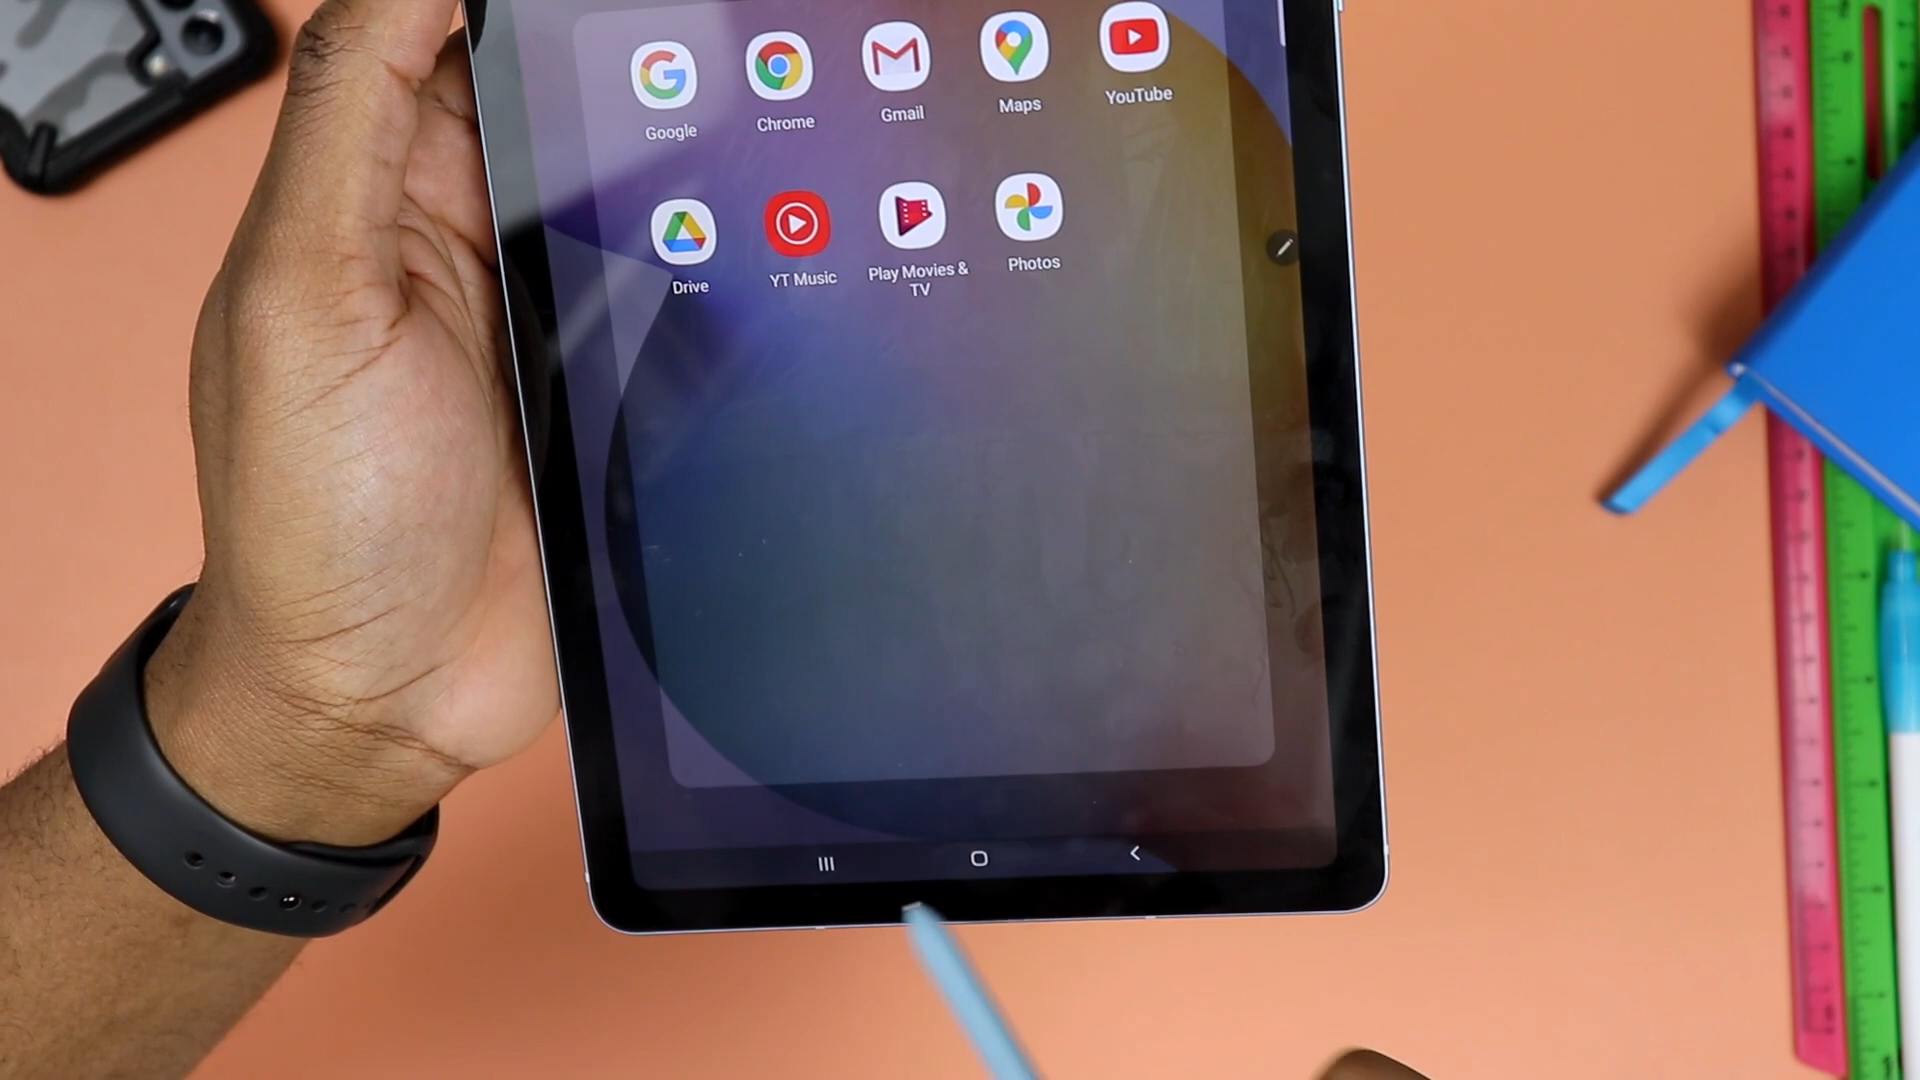 Google
Chrome
Gmail
Maps
YouTube
Drive
YT Music
Play Movies &
TV
Photos